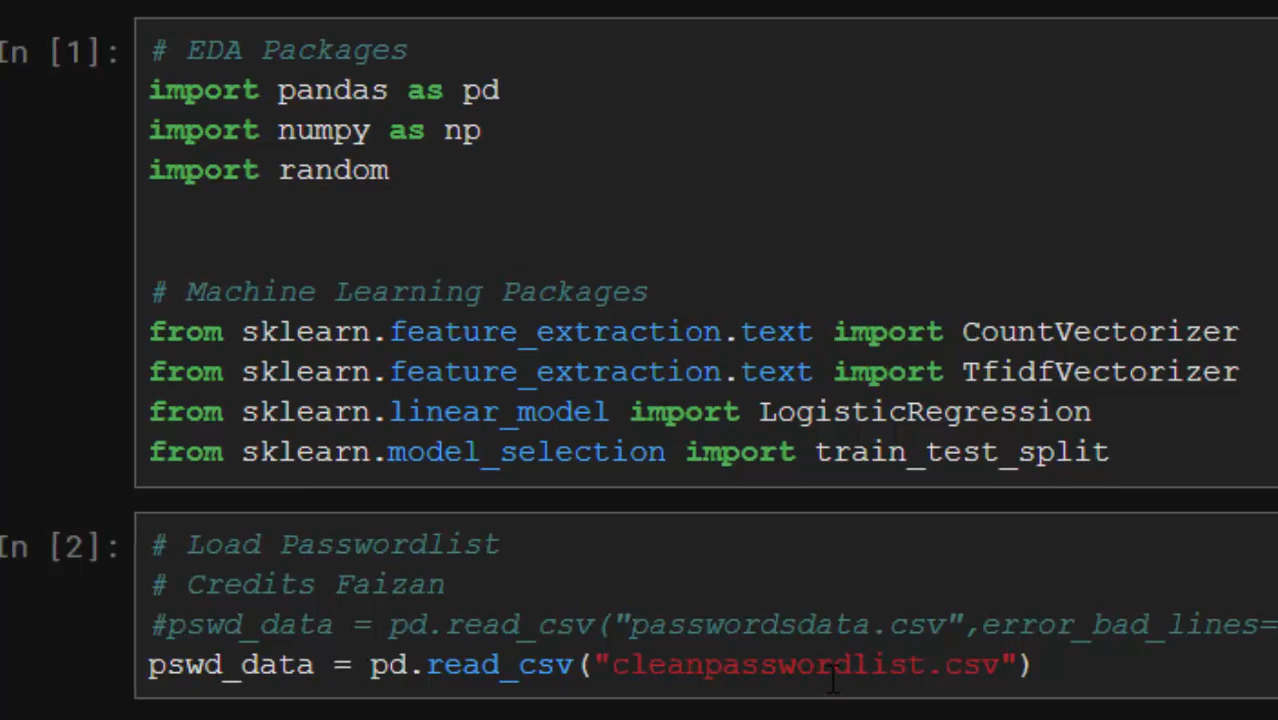 In [1]:
# EDA Packages
import pandas as pd
import numpy as np
import random
# Machine Learning Packages
from sklearn.feature_extraction.text import CountVectorizer
from sklearn.feature_extraction.text import TfidfVectorizer
from sklearn.linear_model import LogisticRegression
from sklearn.model_selection import train_test_split
In [2]:
# Load Passwordlist
# Credits Faizan
#pswd_data = pd.read_csv("passwordsdata.csv",error_bad_lines=
pswd_data = pd.read_csv("cleanpasswordlist.csv")